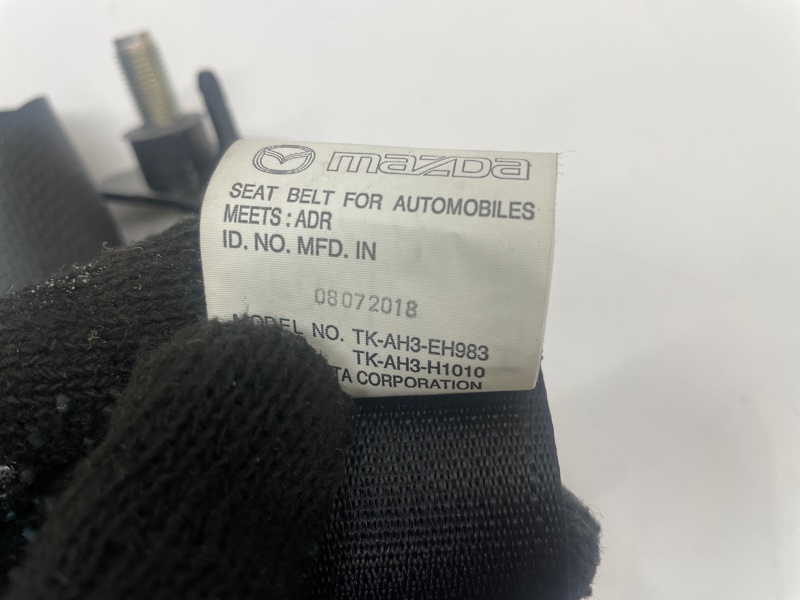 mazda
SEAT BELT FOR AUTOMOBILES
MEETS : ADR
ID. NO. MFD. IN
08072018
MODEL NO. TK-AH3-EH983
TK-AH3-H1010
CORPORATION